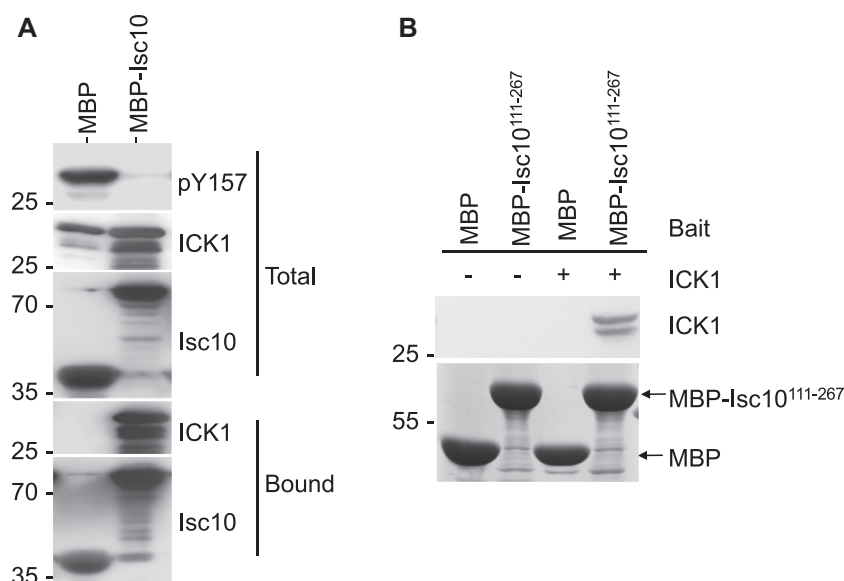 A
-MBP
-MBP-Isc10
pY157
25 -
ICK1
25 -
70 -
Isc10
35 -
Total
ICK1
25 -
70 -
Isc10
35 -
Bound
B
MBP
MBP-Isc10111-267
MBP
MBP-Isc10111-267
Bait
- - + + ICK1
ICK1
25 -
MBP-Isc10111-267
55 -
MBP